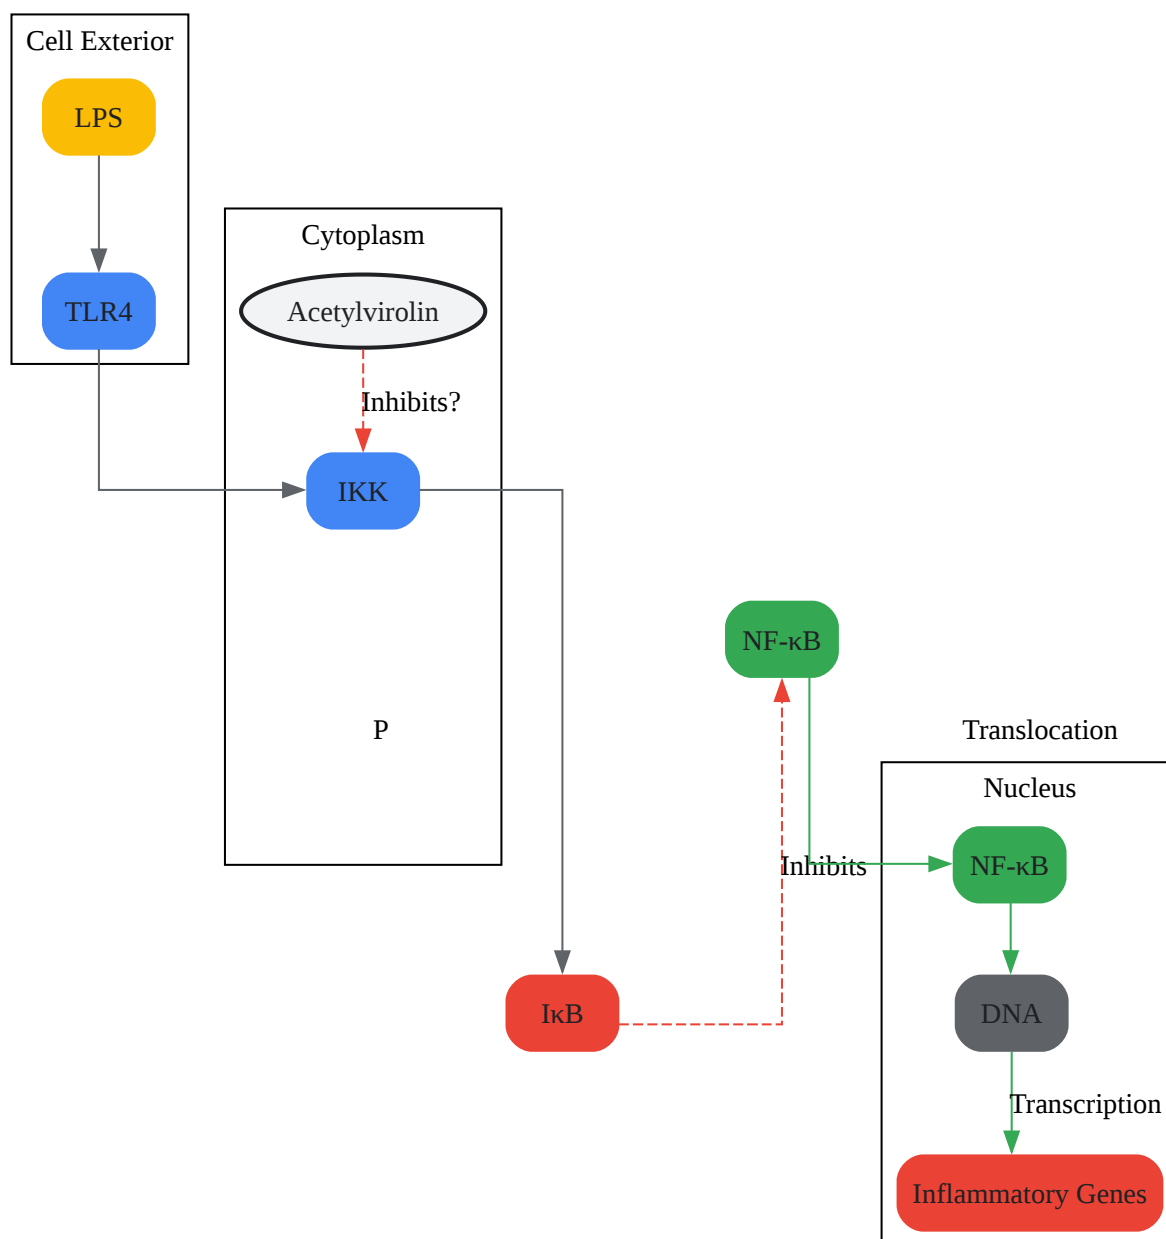 Cell Exterior
LPS
TLR4
Cytoplasm
Acetylvirolin
Inhibits?
IKK
P
NF-κB
Translocation
Nucleus
Inhibits
NF-κB
IκB
DNA
Transcription
Inflammatory Genes